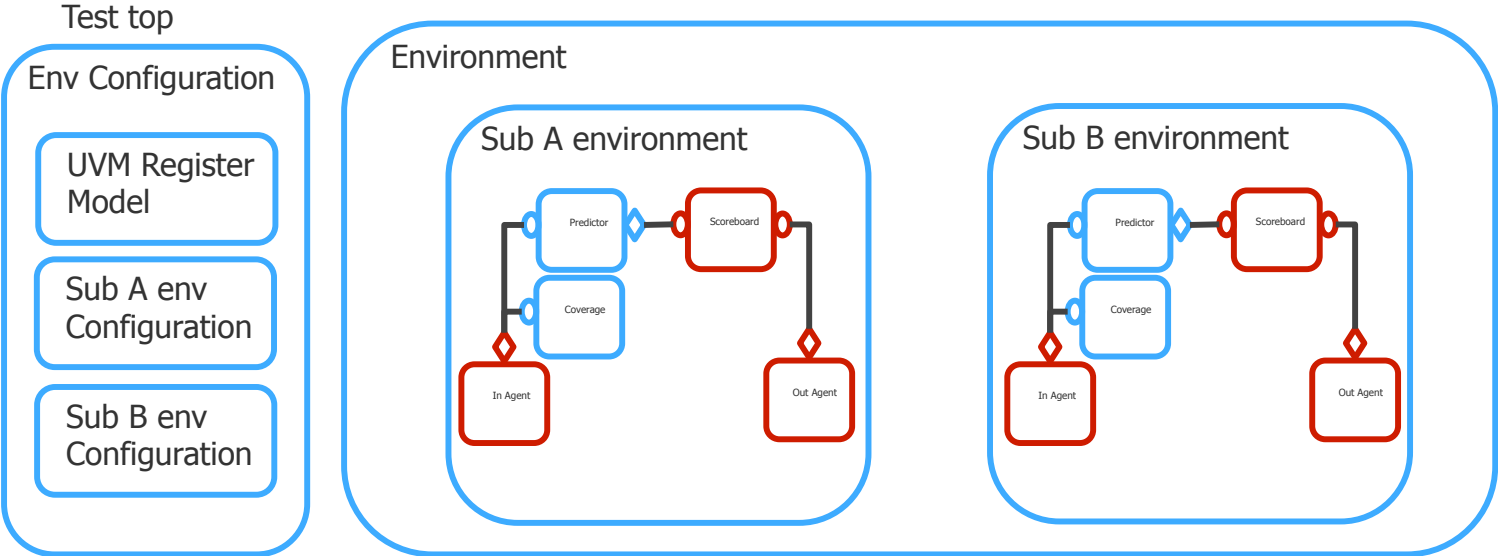 Test top
Env Configuration
UVM Register
Model
Sub A env
Configuration
Sub B env
Configuration
Environment
Sub A environment
Predictor
Scoreboard
Coverage
In Agent
Out Agent
Sub B environment
Predictor
Scoreboard
Coverage
In Agent
Out Agent